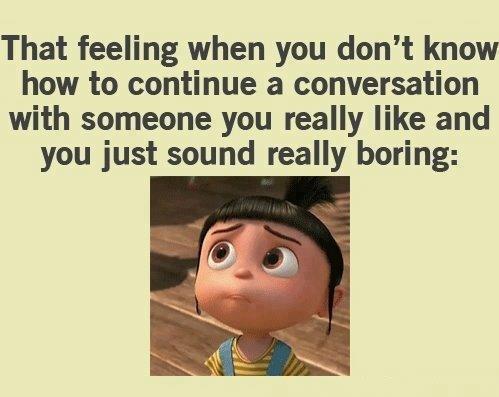 That feeling when you don't know
how to continue a conversation
with someone you really like and
you just sound really boring: